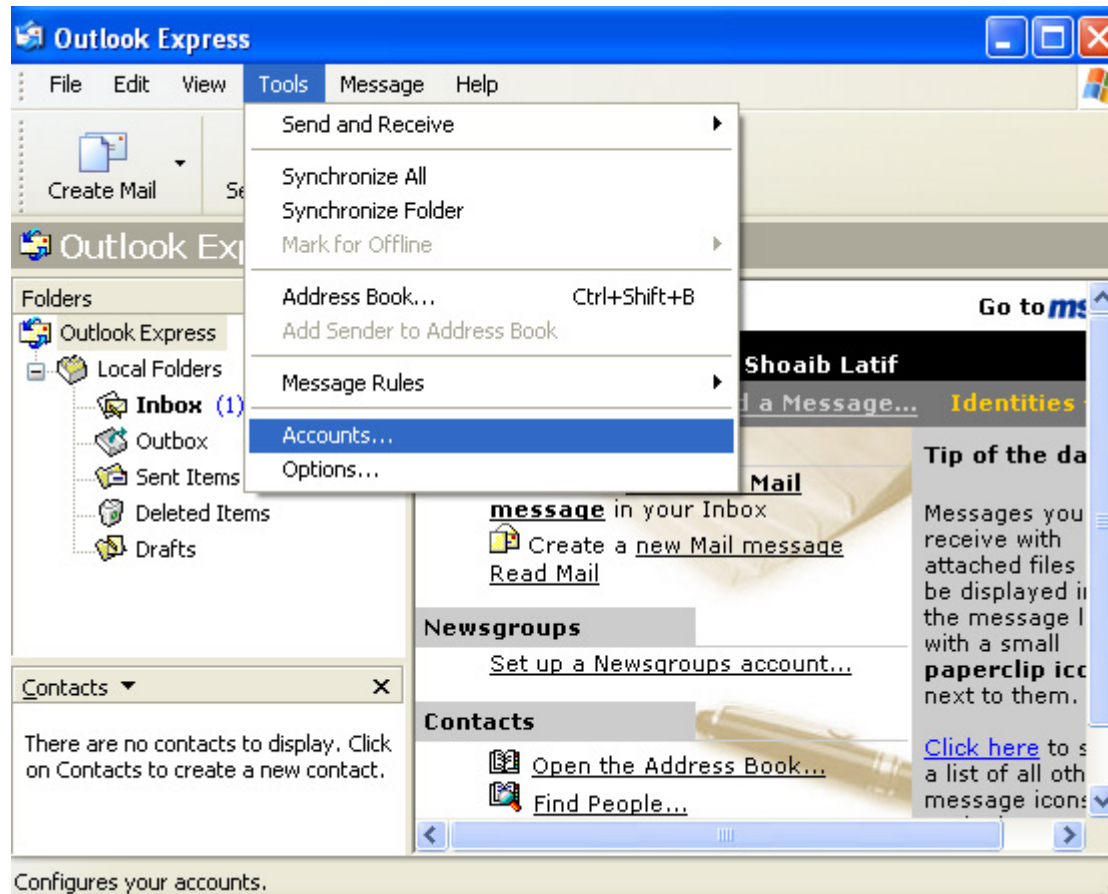 Outlook Express
File Edit View Tools Message Help
Send and Receive
Synchronize All
Synchronize Folder
Mark for Offline
Address Book... Ctrl+Shift+B
Add Sender to Address Book
Message Rules
Accounts...
Options...
Create Mail
Outlook
Folders
Outlook Express
Local Folders
Inbox (1)
Outbox
Sent Items
Deleted Items
Drafts
Contacts
There are no contacts to display. Click
on Contacts to create a new contact.
Go to
Shoaib Latif
a Message... Identities
Mail
message in your Inbox
Create a new Mail message
Read Mail
Newsgroups
Set up a Newsgroups account...
Contacts
Open the Address Book...
Find People...
Tip of the
Messages you
receive with
attached files
be displayed
the message
with a small
paperclip
next to them.
Click here to
a list of all
message icons
Configures your accounts.